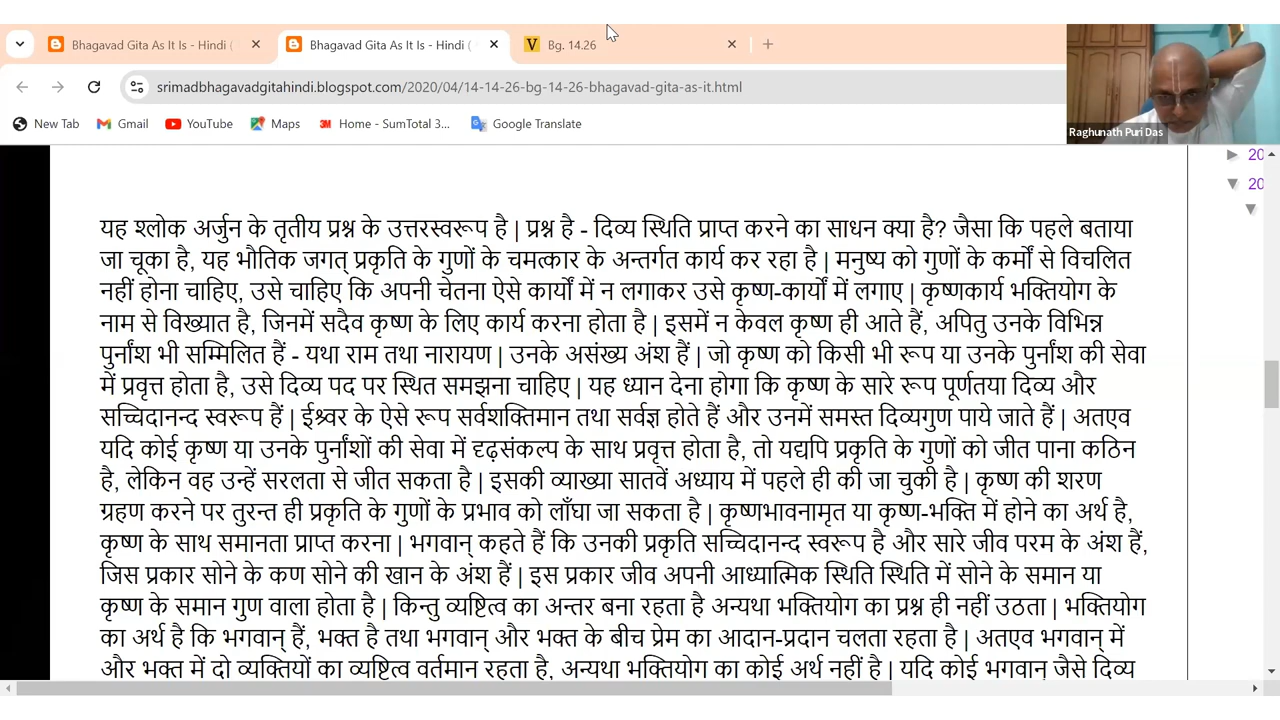 Bhagavad Gita As It Is - Hindi (
Bhagavad Gita As It Is - Hindi (
Bg. 14.26
srimadbhagavadgitahindi.blogspot.com/2020/04/14-14-26-bg-14-26-bhagavad-gita-as-it.html
New Tab
Gmail
YouTube
Maps
Home - SumTotal 3...
Google Translate
Raghunath Puri Das
20
20
यह श्लोक अर्जुन के तृतीय प्रश्न के उत्तरस्वरूप है | प्रश्न है - दिव्य स्थिति प्राप्त करने का साधन क्या है? जैसा कि पहले बताया
जा चूका है, यह भौतिक जगत् प्रकृति के गुणों के चमत्कार के अन्तर्गत कार्य कर रहा है | मनुष्य को गुणों के कर्मों से विचलित
नहीं होना चाहिए, उसे चाहिए कि अपनी चेतना ऐसे कार्यों में न लगाकर उसे कृष्ण-कार्यों में लगाए | कृष्णकार्य भक्तियोग के
नाम से विख्यात है, जिनमें सदैव कृष्ण के लिए कार्य करना होता है | इसमें न केवल कृष्ण ही आते हैं, अपितु उनके विभिन्न
पुर्नांश भी सम्मिलित हैं - यथा राम तथा नारायण | उनके असंख्य अंश हैं | जो कृष्ण को किसी भी रूप या उनके पुर्नांश की सेवा
में प्रवृत्त होता है, उसे दिव्य पद पर स्थित समझना चाहिए | यह ध्यान देना होगा कि कृष्ण के सारे रूप पूर्णतया दिव्य और
सच्चिदानन्द स्वरूप हैं | ईश्र्वर के ऐसे रूप सर्वशक्तिमान तथा सर्वज्ञ होते हैं और उनमें समस्त दिव्यगुण पाये जाते हैं | अतएव
यदि कोई कृष्ण या उनके पुर्नांशों की सेवा में दृढ़संकल्प के साथ प्रवृत्त होता है, तो यद्यपि प्रकृति के गुणों को जीत पाना कठिन
है, लेकिन वह उन्हें सरलता से जीत सकता है | इसकी व्याख्या सातवें अध्याय में पहले ही की जा चुकी है | कृष्ण की शरण
ग्रहण करने पर तुरन्त ही प्रकृति के गुणों के प्रभाव को लाँघा जा सकता है | कृष्णभावनामृत या कृष्ण-भक्ति में होने का अर्थ है,
कृष्ण के साथ समानता प्राप्त करना | भगवान् कहते हैं कि उनकी प्रकृति सच्चिदानन्द स्वरूप है और सारे जीव परम के अंश हैं,
जिस प्रकार सोने के कण सोने की खान के अंश हैं | इस प्रकार जीव अपनी आध्यात्मिक स्थिति स्थिति में सोने के समान या
कृष्ण के समान गुण वाला होता है | किन्तु व्यष्टित्व का अन्तर बना रहता है अन्यथा भक्तियोग का प्रश्न ही नहीं उठता | भक्तियोग
का अर्थ है कि भगवान् हैं, भक्त है तथा भगवान् और भक्त के बीच प्रेम का आदान-प्रदान चलता रहता है | अतएव भगवान् में
और भक्त में दो व्यक्तियों का व्यष्टित्व वर्तमान रहता है, अन्यथा भक्तियोग का कोई अर्थ नहीं है | यदि कोई भगवान् जैसे दिव्य